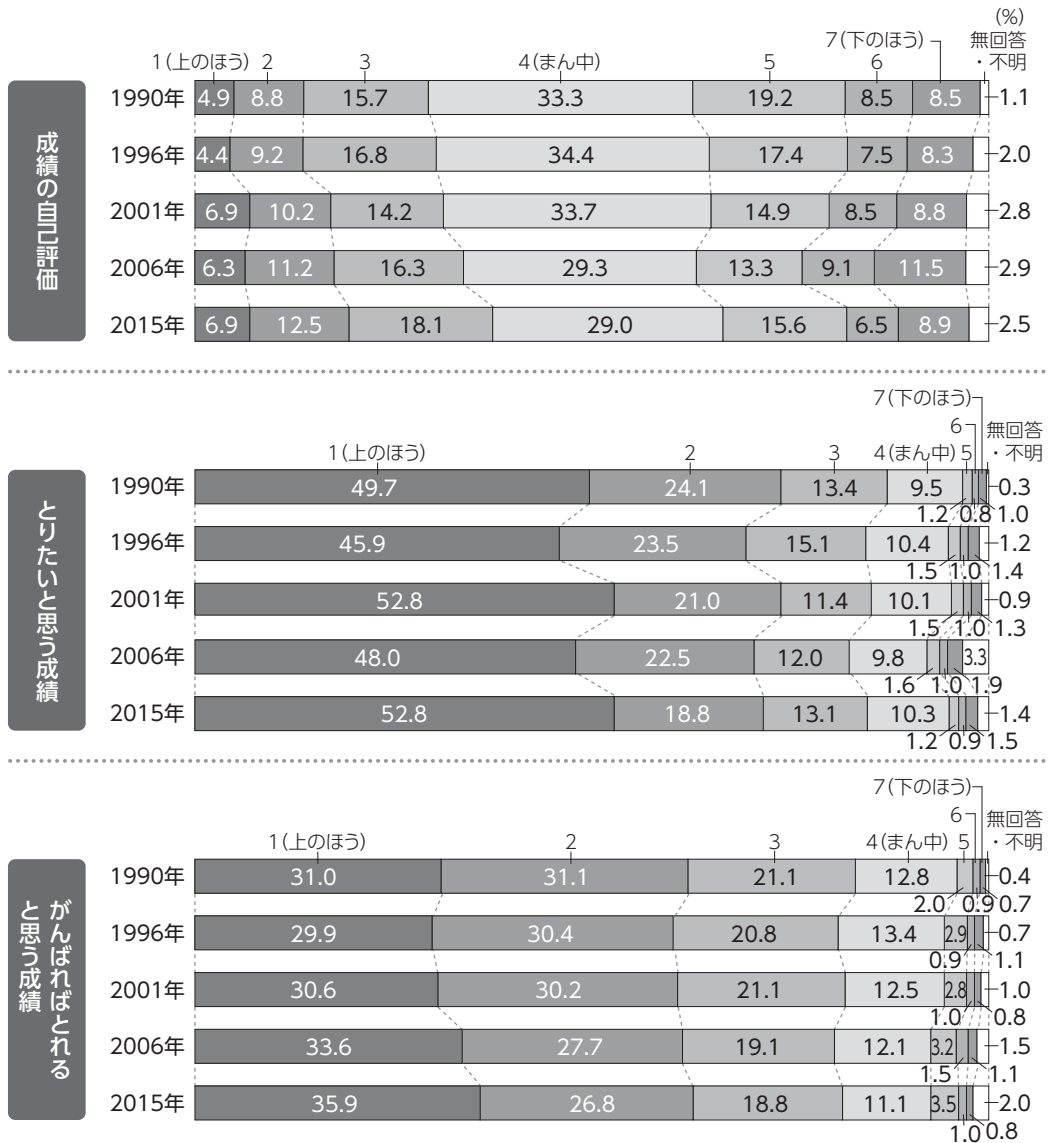 (%)
7(下のほう) 無回答
1(上のほう) 2 3 4(まん中) 5 6 ・不明
成績の自己評価
1990年 4.9 8.8 15.7 33.3 19.2 8.5 8.5 1.1
1996年 4.4 9.2 16.8 34.4 17.4 7.5 8.3 2.0
2001年 6.9 10.2 14.2 33.7 14.9 8.5 8.8 2.8
2006年 6.3 11.2 16.3 29.3 13.3 9.1 11.5 2.9
2015年 6.9 12.5 18.1 29.0 15.6 6.5 8.9 2.5
7(下のほう)
6 無回答
1(上のほう) 2 3 4(まん中) 5 ・不明
とりたいと思う成績
1990年 49.7 24.1 13.4 9.5 0.3
1.2 0.8 1.0
1996年 45.9 23.5 15.1 10.4 1.2
1.5 1.0 1.4
2001年 52.8 21.0 11.4 10.1 0.9
1.5 1.0 1.3
2006年 48.0 22.5 12.0 9.8 3.3
1.6 1.0 1.9
2015年 52.8 18.8 13.1 10.3 1.4
1.2 0.9 1.5
7(下のほう)
6 無回答
1(上のほう) 2 3 4(まん中) 5 ・不明
がんばればとれる
と思う成績
1990年 31.0 31.1 21.1 12.8 0.4
2.0 0.9 0.7
1996年 29.9 30.4 20.8 13.4 2.9 0.7
0.9 1.1
2001年 30.6 30.2 21.1 12.5 2.8 1.0
1.0 0.8
2006年 33.6 27.7 19.1 12.1 3.2 1.5
1.5 1.1
2015年 35.9 26.8 18.8 11.1 3.5 2.0
1.0 0.8